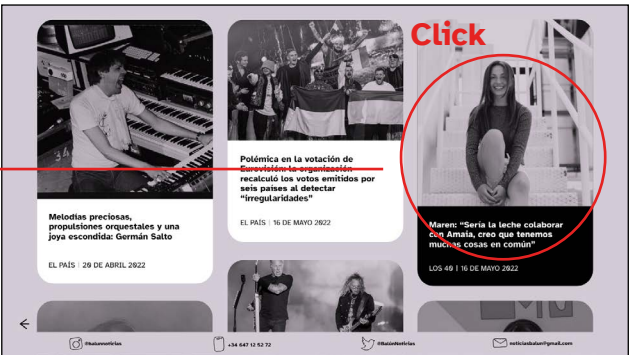 Click
Melodías preciosas,
propulsiones orquestales y una
joya escondida: Germán Salto
EL PAÍS | 20 DE ABRIL 2022
Polémica en la votación de
Eurovisión: la organización
recalculó los votos emitidos por
seis países al detectar
“irregularidades”
EL PAÍS | 16 DE MAYO 2022
Maren: “Sería la leche colaborar
con Amaia, creo que tenemos
muchas cosas en común”
LOS 40 | 16 DE MAYO 2022
+34 647 12 52 72
@BalúnNoticias
noticiasbalun@gmail.com